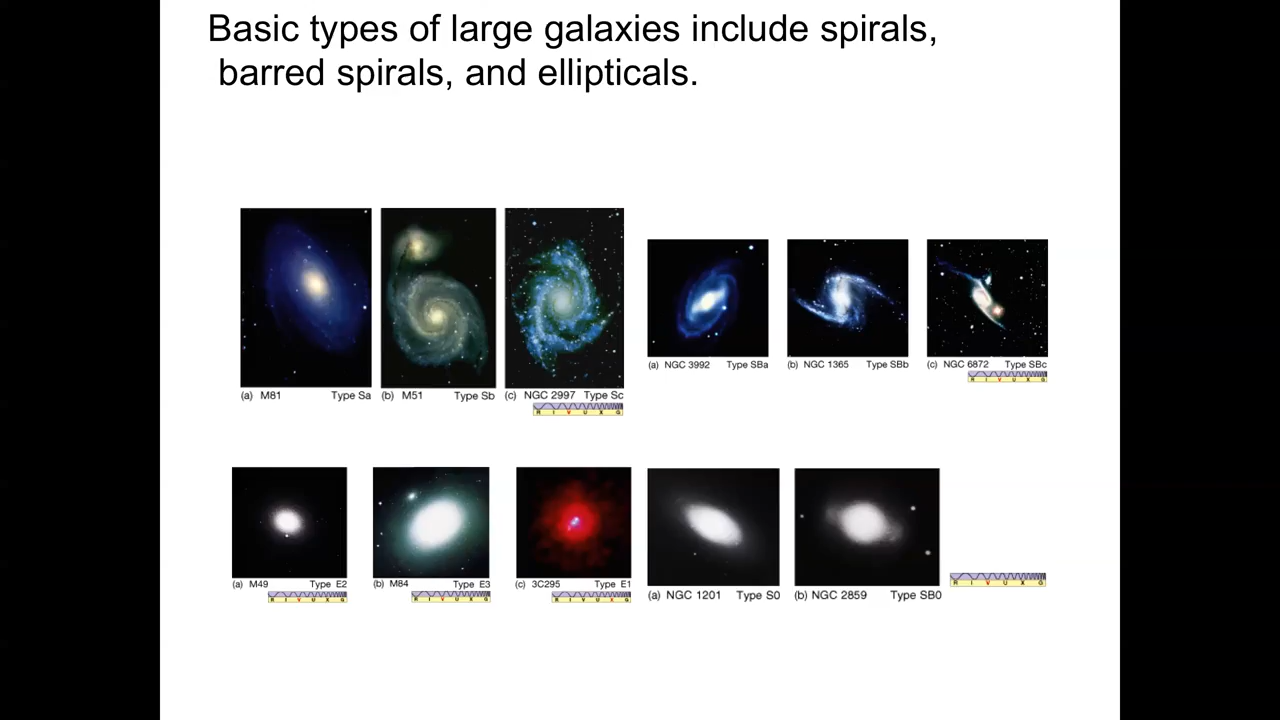 Basic types of large galaxies include spirals,
barred spirals, and ellipticals.
(a) M81 Type Sa
(b) M51 Type Sb
(c) NGC 2997 Type Sc
R I V U X G
(a) NGC 3992 Type SBa
(b) NGC 1365 Type SBb
(c) NGC 6872 Type SBc
R I V U X G
(a) M49 Type E2
R I V U X G
(b) M84 Type E3
R I V U X G
(c) 3C295 Type E1
R I V U X G
(a) NGC 1201 Type S0
(b) NGC 2859 Type SB0
R I V U X G